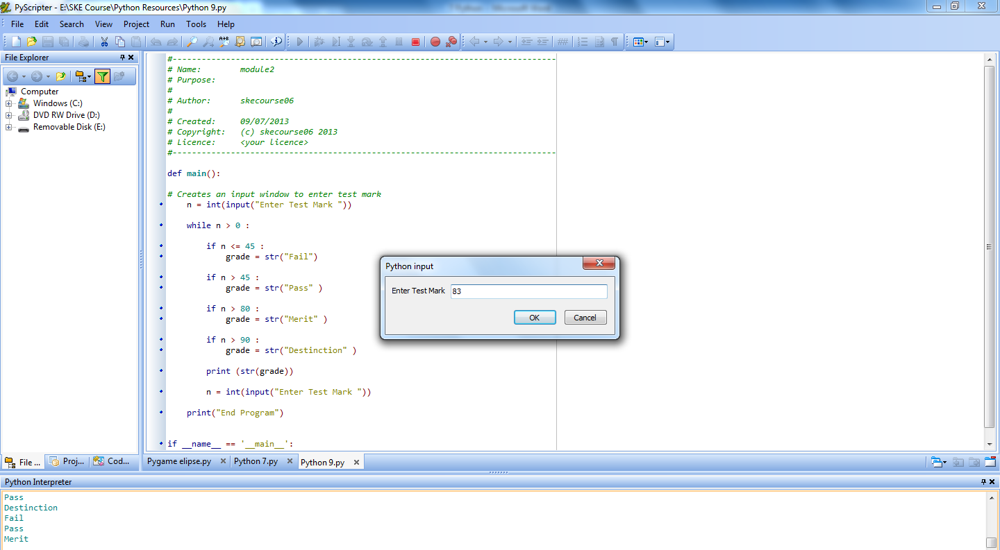 PyScripter - E:\SKE Course\Python Resources\Python 9.py
File Edit Search View Project Run Tools Help
File Explorer
Computer
Windows (C:)
DVD RW Drive (D:)
Removable Disk (E:)
#-------------------------------------------------------------------------------
# Name:        module2
# Purpose:
#
# Author:      skecourse06
#
# Created:     09/07/2013
# Copyright:   (c) skecourse06 2013
# Licence:     <your licence>
#-------------------------------------------------------------------------------
def main():
# Creates an input window to enter test mark
    n = int(input("Enter Test Mark "))
    while n > 0 :
        if n <= 45 :
            grade = str("Fail")
        if n > 45 :
            grade = str("Pass" )
        if n > 80 :
            grade = str("Merit" )
        if n > 90 :
            grade = str("Destinction" )
        print (str(grade))
        n = int(input("Enter Test Mark "))
    print("End Program")
if __name__ == '__main__':
Python input
Enter Test Mark 83
OK Cancel
File ... Proj... Cod...
Pygame elipse.py Python 7.py Python 9.py
Python Interpreter
Pass
Destinction
Fail
Pass
Merit